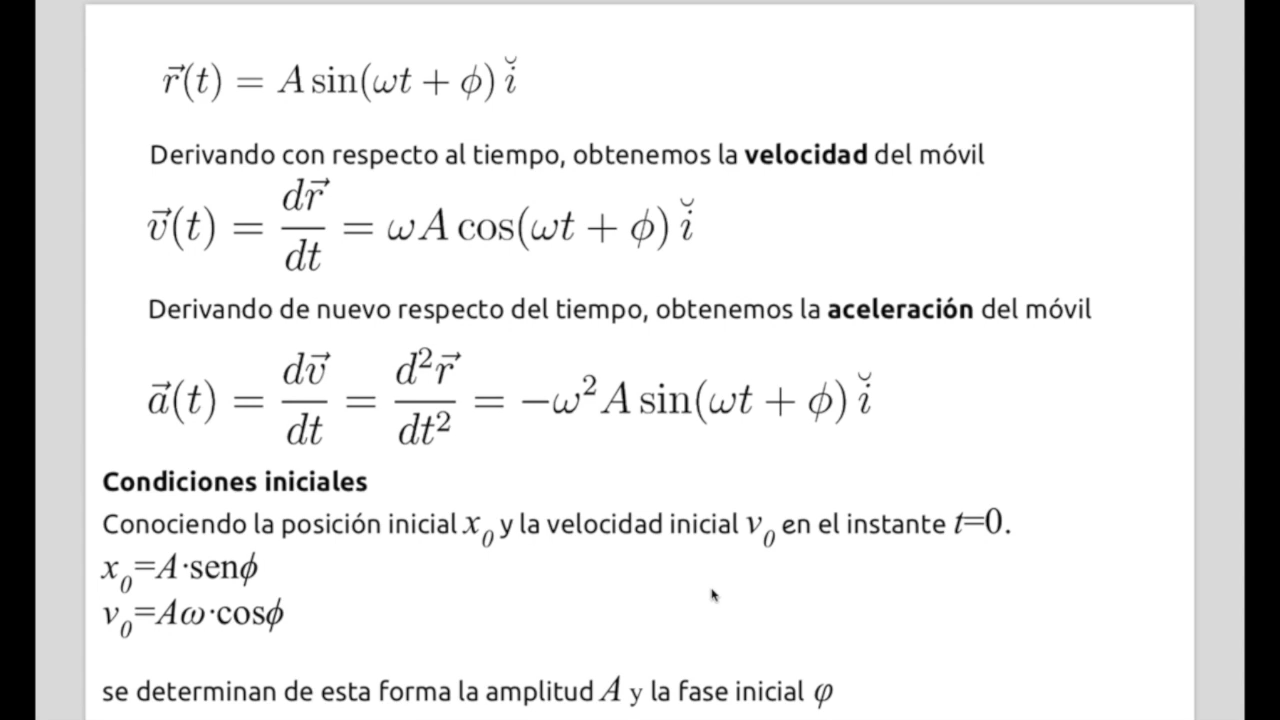 r⃗(t) = A sin(ωt + ϕ) ĭ
Derivando con respecto al tiempo, obtenemos la velocidad del móvil
v⃗(t) = dr⃗/dt = ωA cos(ωt + ϕ) ĭ
Derivando de nuevo respecto del tiempo, obtenemos la aceleración del móvil
a⃗(t) = dv⃗/dt = d²r⃗/dt² = −ω²A sin(ωt + ϕ) ĭ
Condiciones iniciales
Conociendo la posición inicial x₀ y la velocidad inicial v₀ en el instante t=0.
x₀=A·senϕ
v₀=Aω·cosϕ
se determinan de esta forma la amplitud A y la fase inicial φ